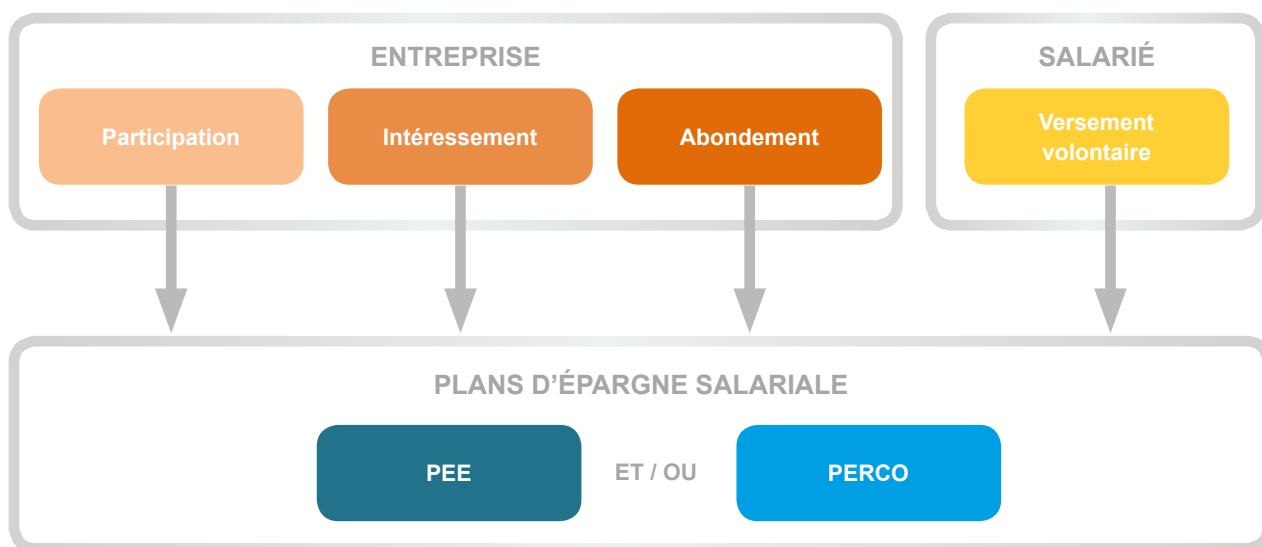 ENTREPRISE
SALARIÉ
Participation
Intéressement
Abondement
Versement
volontaire
PLANS D’ÉPARGNE SALARIALE
PEE
ET / OU
PERCO